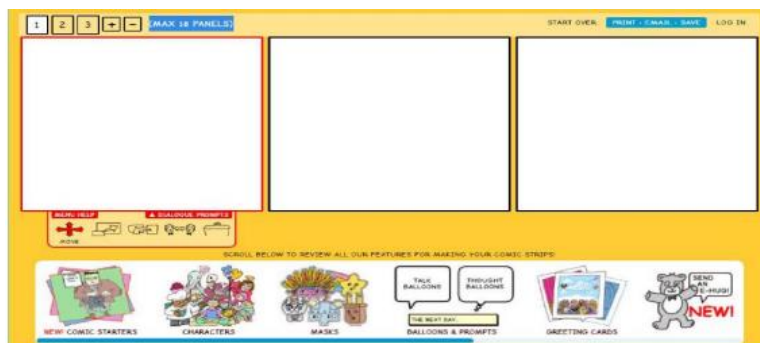 1 2 3 + − (MAX 18 PANELS) START OVER PRINT - EMAIL - SAVE LOG IN
MENU HELP ▲ DIALOGUE PROMPTS
MOVE
SCROLL BELOW TO REVIEW ALL OUR FEATURES FOR MAKING YOUR COMIC STRIPS!
TALK
BALLOONS
THOUGHT
BALLOONS
THE NEXT DAY...
SEND
AN
E-HUG!
NEW!
NEW! COMIC STARTERS CHARACTERS MASKS BALLOONS & PROMPTS GREETING CARDS